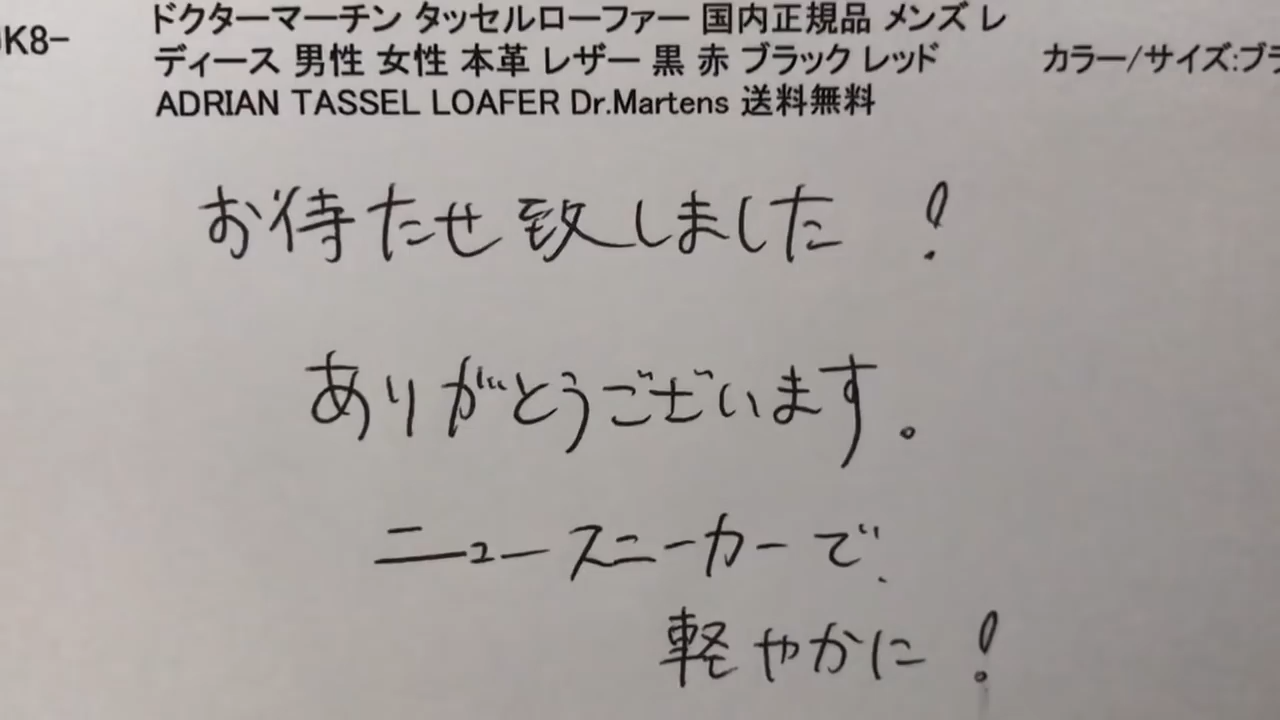 K8-
ドクターマーチン タッセルローファー 国内正規品 メンズ レ
ディース 男性 女性 本革 レザー 黒 赤 ブラック レッド
カラー/サイズ:ブラ
ADRIAN TASSEL LOAFER Dr.Martens 送料無料
お待たせ致しました!
ありがとうございます。
ニュースニーカーで、
軽やかに!